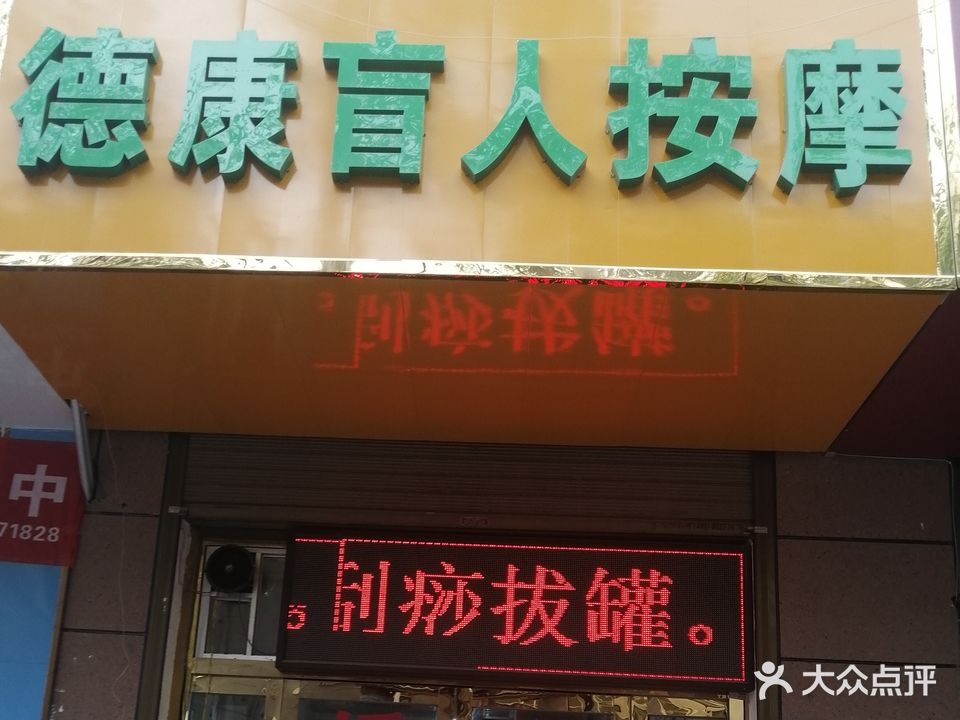 德康盲人按摩
中
71828
刮痧拔罐。
大众点评